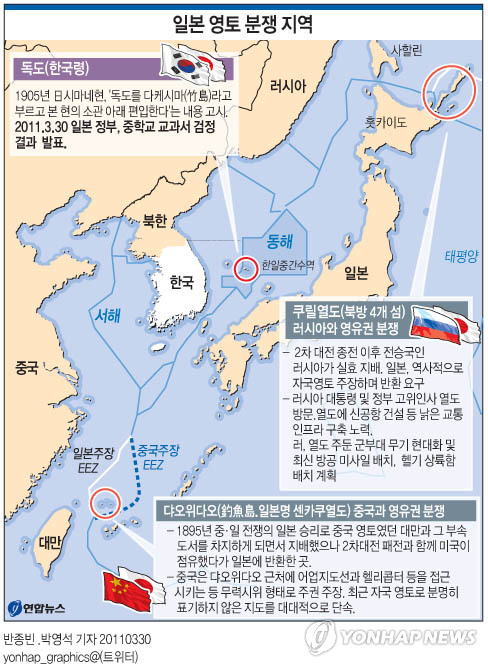 일본 영토 분쟁 지역
독도(한국령)
1905년 日시마네현, '독도를 다케시마(竹島)라고
부르고 본 현의 소관 아래 편입한다'는 내용 고시.
2011.3.30 일본 정부, 중학교 교과서 검정
결과 발표.
사할린
러시아
홋카이도
북한
동해
한일중간수역
한국
일본
태평양
서해
중국
쿠릴열도(북방 4개 섬)
러시아와 영유권 분쟁
- 2차 대전 종전 이후 전승국인
러시아가 실효 지배. 일본, 역사적으로
자국영토 주장하며 반환 요구
- 러시아 대통령 및 정부 고위인사 열도
방문,열도에 신공항 건설 등 낡은 교통
인프라 구축 노력.
러, 열도 주둔 군부대 무기 현대화 및
최신 방공 미사일 배치, 헬기 상륙함
배치 계획
일본주장
EEZ
중국주장
EEZ
대만
댜오위다오(釣魚島,일본명 센카쿠열도) 중국과 영유권 분쟁
- 1895년 중·일 전쟁의 일본 승리로 중국 영토였던 대만과 그 부속
도서를 차지하게 되면서 지배했으나 2차대전 패전과 함께 미국이
점유했다가 일본에 반환한 곳.
- 중국은 댜오위다오 근처에 어업지도선과 헬리콥터 등을 접근
시키는 등 무력시위 형태로 주권 주장. 최근 자국 영토로 분명히
표기하지 않은 지도를 대대적으로 단속.
연합뉴스
반종빈.박영석 기자 20110330
yonhap_graphics@(트위터)
YONHAP NEWS